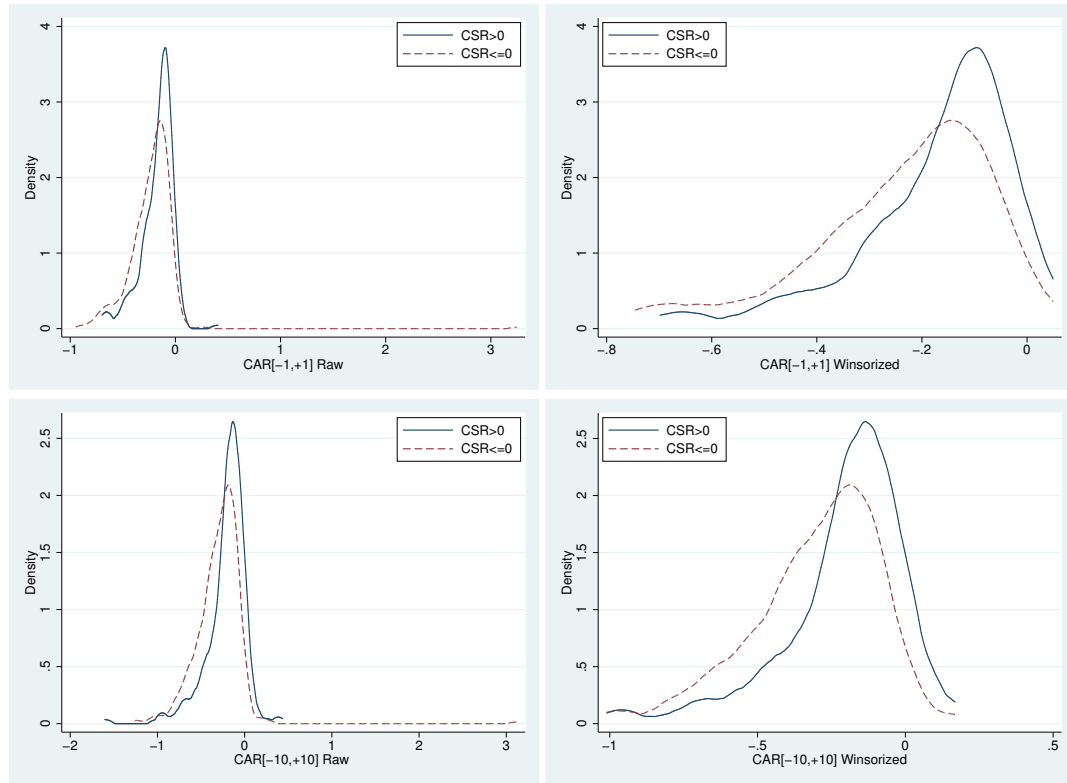 CSR>0
CSR<=0
Density
4
3
2
1
0
−1
0
1
2
3
CAR[−1,+1] Raw
CSR>0
CSR<=0
Density
4
3
2
1
0
−.8
−.6
−.4
−.2
0
CAR[−1,+1] Winsorized
CSR>0
CSR<=0
Density
2.5
2
1.5
1
.5
0
−2
−1
0
1
2
3
CAR[−10,+10] Raw
CSR>0
CSR<=0
Density
2.5
2
1.5
1
.5
0
−1
−.5
0
.5
CAR[−10,+10] Winsorized